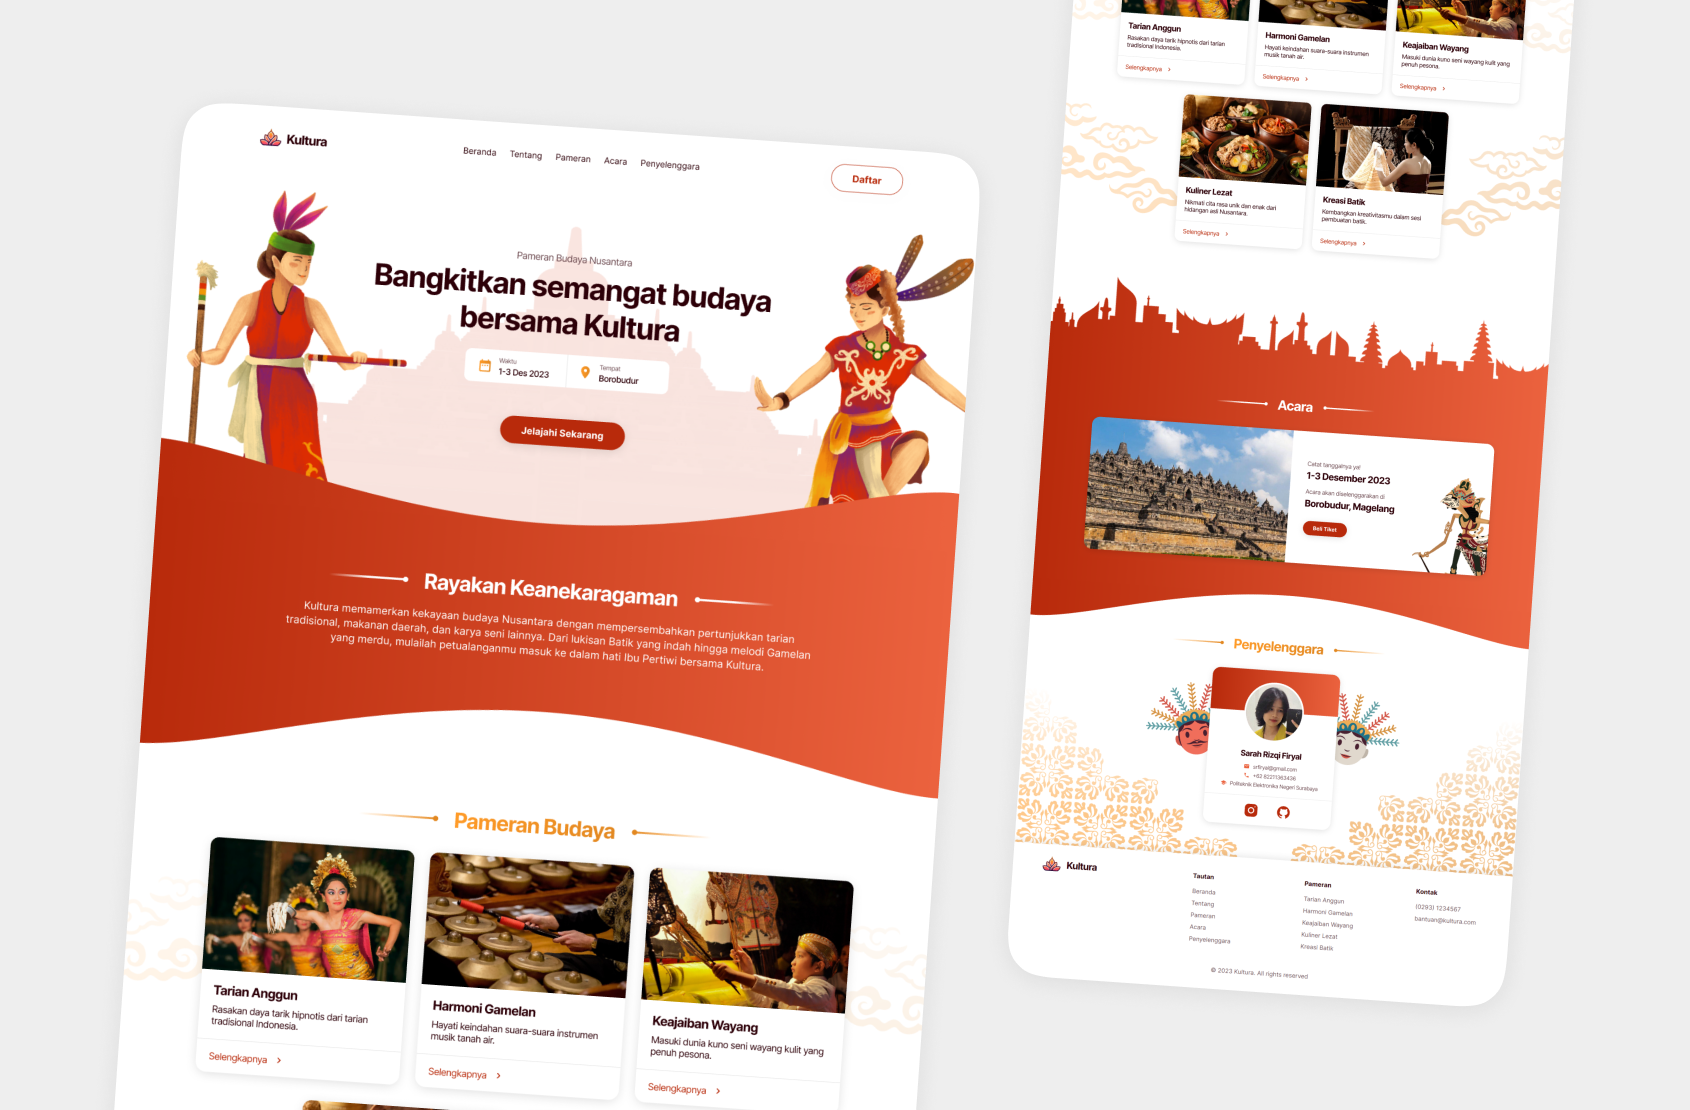 Kultura
Beranda
Tentang
Pameran
Acara
Penyelenggara
Daftar
Pameran Budaya Nusantara
Bangkitkan semangat budaya
bersama Kultura
Waktu
1-3 Des 2023
Tempat
Borobudur
Jelajahi Sekarang
Rayakan Keanekaragaman
Kultura memamerkan kekayaan budaya Nusantara dengan mempersembahkan pertunjukkan tarian
tradisional, makanan daerah, dan karya seni lainnya. Dari lukisan Batik yang indah hingga melodi Gamelan
yang merdu, mulailah petualanganmu masuk ke dalam hati Ibu Pertiwi bersama Kultura.
Pameran Budaya
Tarian Anggun
Rasakan daya tarik hipnotis dari tarian
tradisional Indonesia.
Selengkapnya
Harmoni Gamelan
Hayati keindahan suara-suara instrumen
musik tanah air.
Selengkapnya
Keajaiban Wayang
Masuki dunia kuno seni wayang kulit yang
penuh pesona.
Selengkapnya
Tarian Anggun
Rasakan daya tarik hipnotis dari tarian
tradisional Indonesia.
Selengkapnya
Harmoni Gamelan
Hayati keindahan suara-suara instrumen
musik tanah air.
Selengkapnya
Keajaiban Wayang
Masuki dunia kuno seni wayang kulit yang
penuh pesona.
Selengkapnya
Kuliner Lezat
Nikmati cita rasa unik dan enak dari
hidangan asli Nusantara.
Selengkapnya
Kreasi Batik
Kembangkan kreativitasmu dalam sesi
pembuatan batik.
Selengkapnya
Acara
Catat tanggalnya ya!
1-3 Desember 2023
Acara akan diselenggarakan di
Borobudur, Magelang
Beli Tiket
Penyelenggara
Sarah Rizqi Firyal
srfiryal@gmail.com
+62 82211363436
Politeknik Elektronika Negeri Surabaya
Kultura
Tautan
Beranda
Tentang
Pameran
Acara
Penyelenggara
Pameran
Tarian Anggun
Harmoni Gamelan
Keajaiban Wayang
Kuliner Lezat
Kreasi Batik
Kontak
(0293) 1234567
bantuan@kultura.com
© 2023 Kultura. All rights reserved